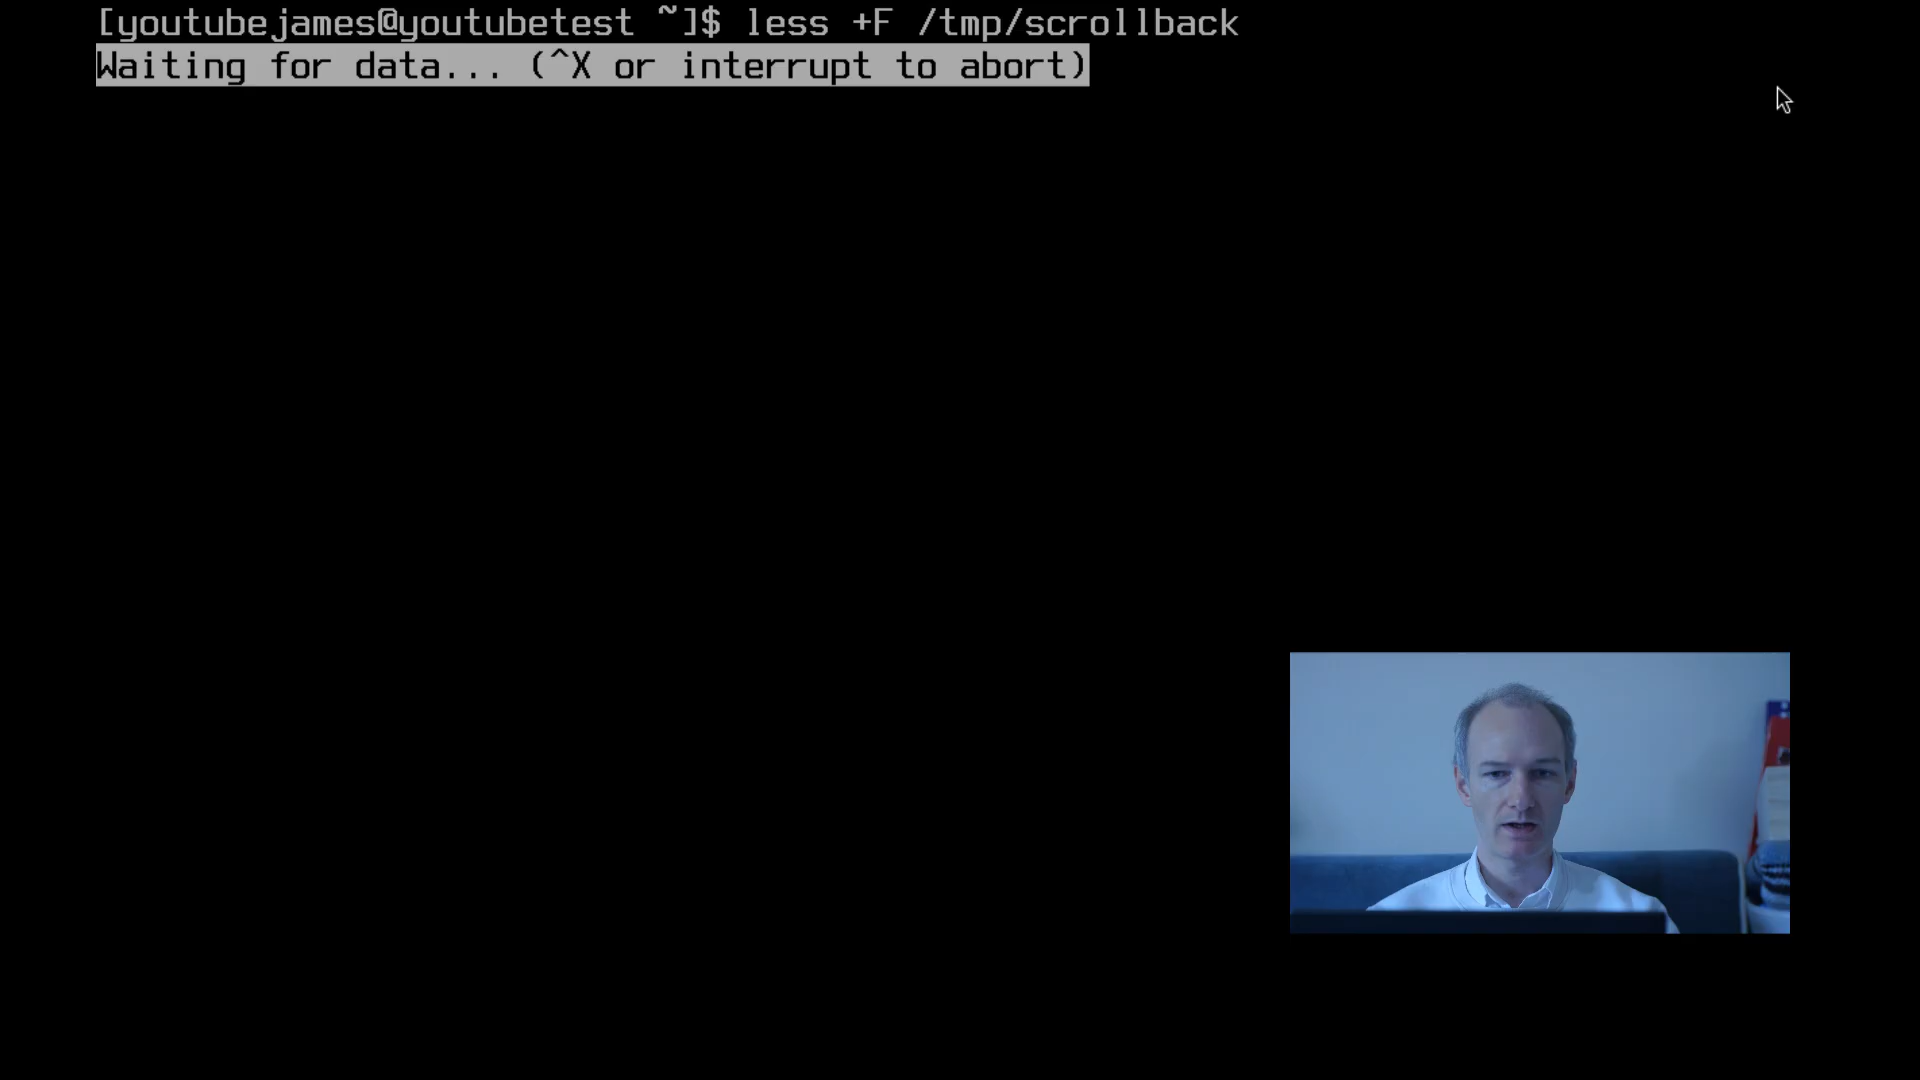 [youtubejames@youtubetest ~]$ less +F /tmp/scrollback
Waiting for data... (^X or interrupt to abort)